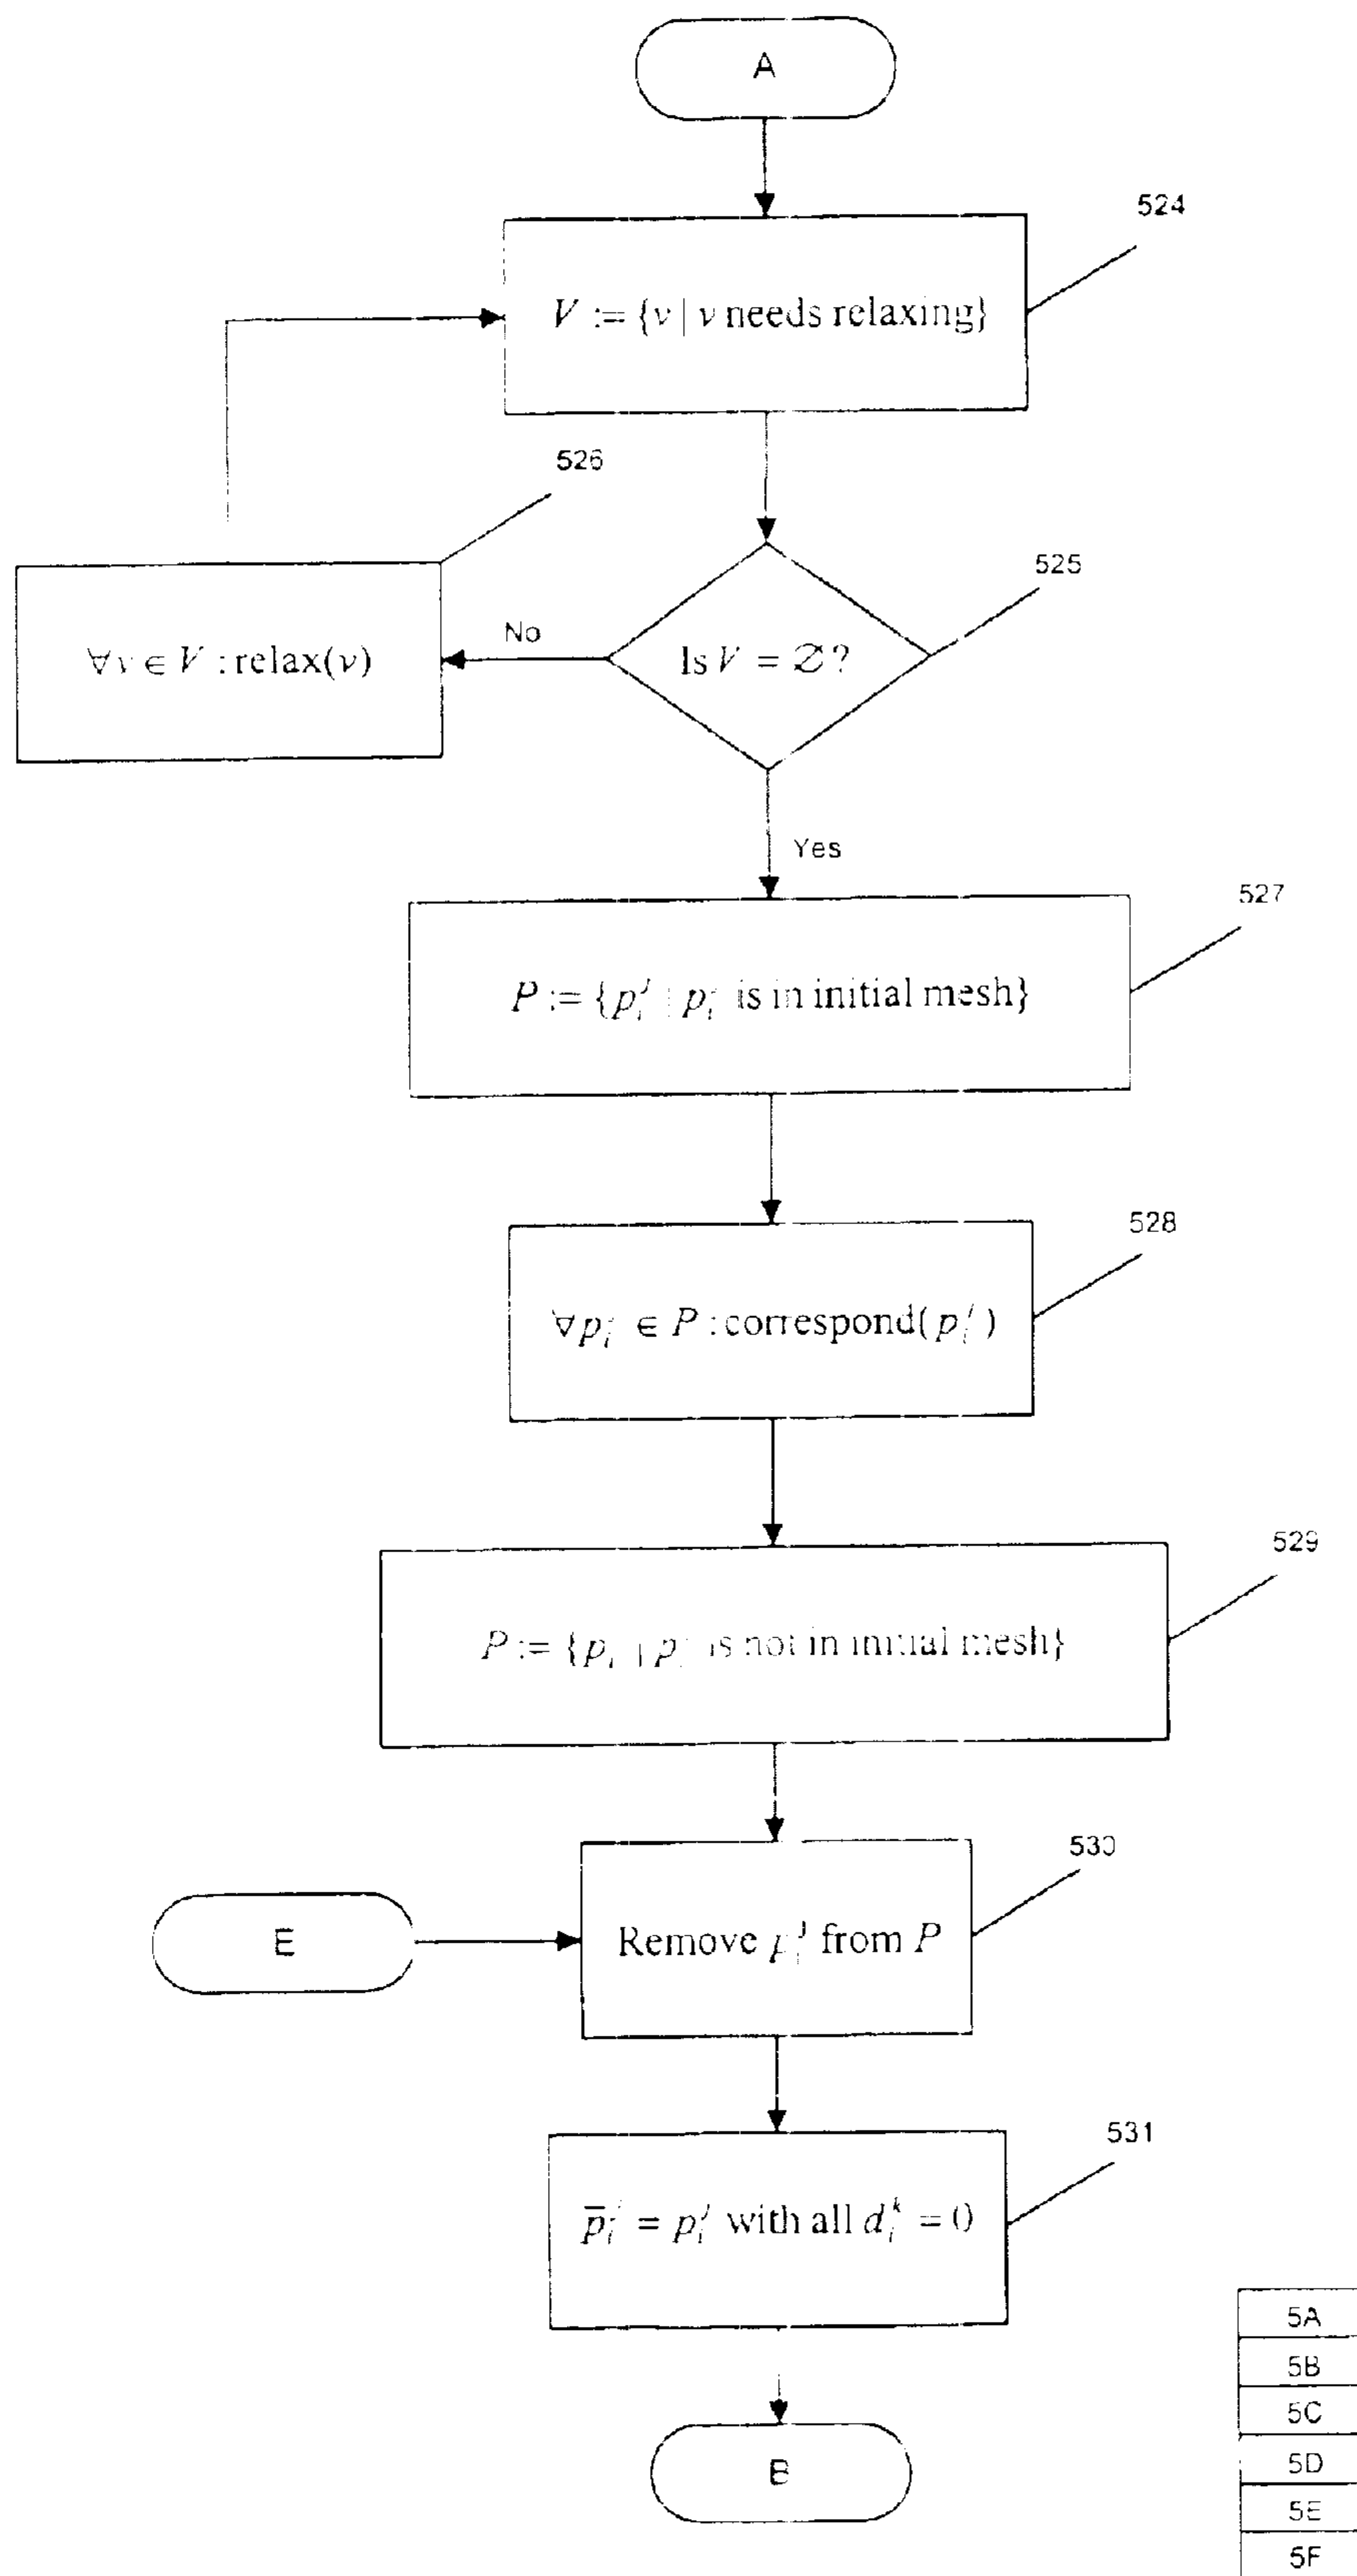 A
524
V := {v | v needs relaxing}
526
525
No
∀v ∈ V : relax(v)
Is V = ∅ ?
Yes
527
P := {p_i^j | p_i^j is in initial mesh}
528
∀p_i^j ∈ P : correspond( p_i^j )
529
P := {p_i^j | p_i^j is not in initial mesh}
530
E
Remove p_i^j from P
531
p̅_i^j = p_i^j with all d_i^k = 0
5A
5B
5C
5D
5E
5F
B